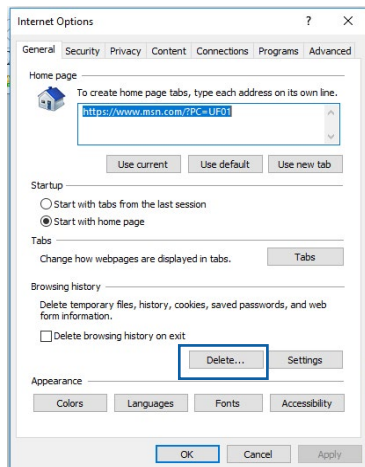 Internet Options ? X
General Security Privacy Content Connections Programs Advanced
Home page
To create home page tabs, type each address on its own line.
https://www.msn.com/?PC=UF01
Use current Use default Use new tab
Startup
Start with tabs from the last session
Start with home page
Tabs
Change how webpages are displayed in tabs. Tabs
Browsing history
Delete temporary files, history, cookies, saved passwords, and web
form information.
Delete browsing history on exit
Delete... Settings
Appearance
Colors Languages Fonts Accessibility
OK Cancel Apply